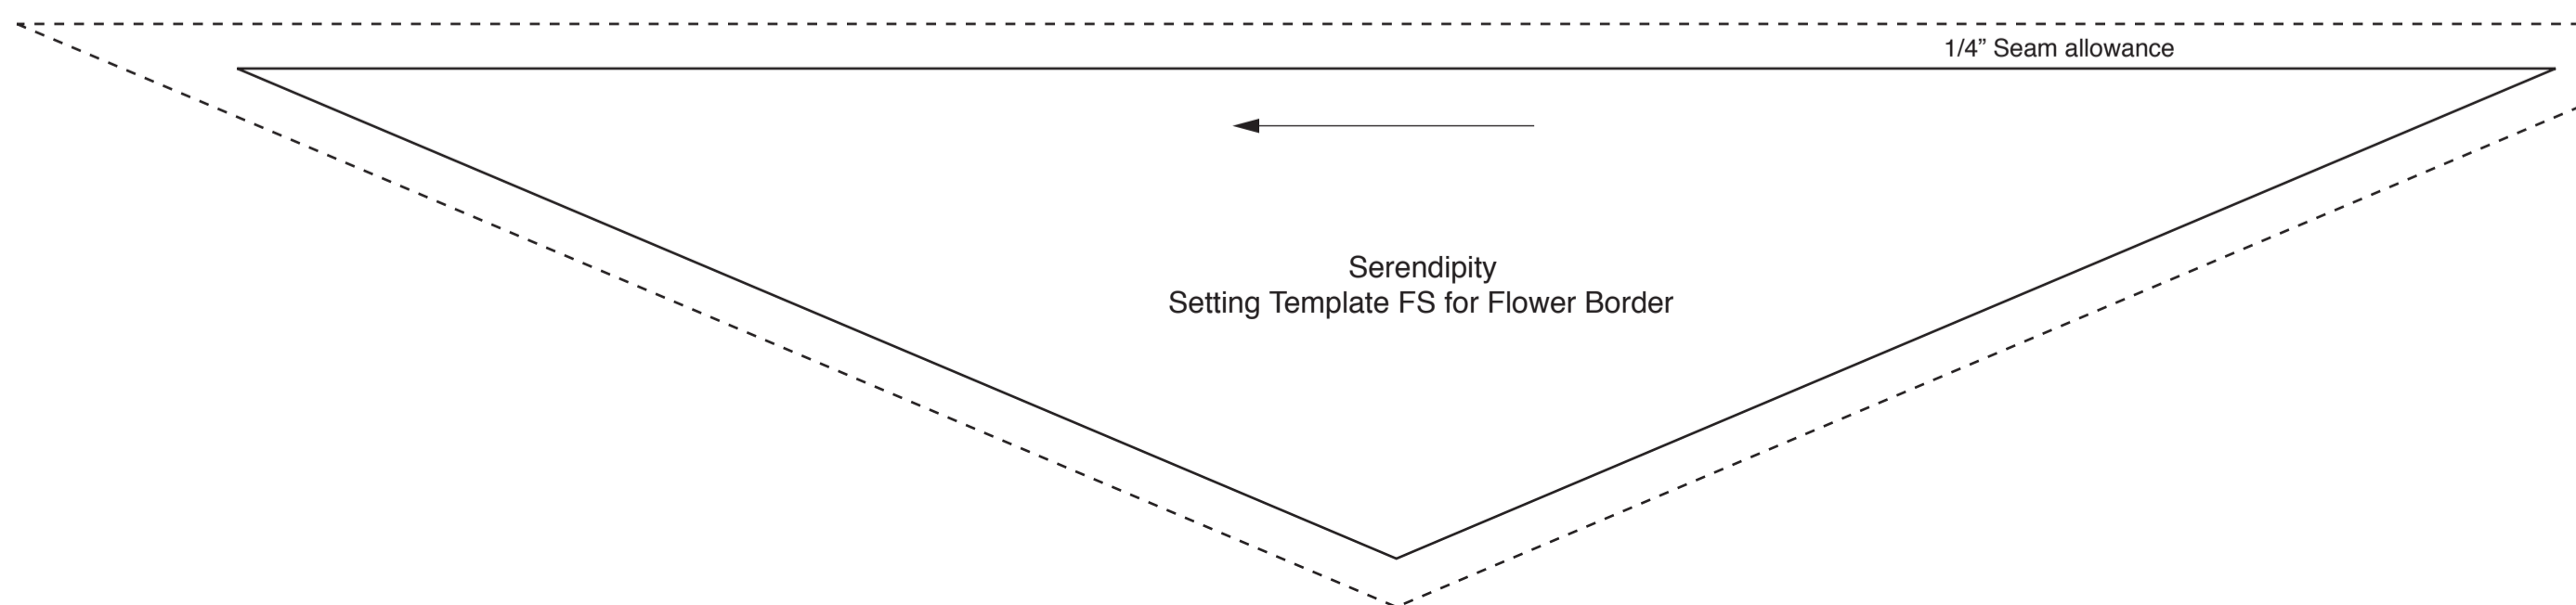 1/4” Seam allowance
Serendipity
Setting Template FS for Flower Border